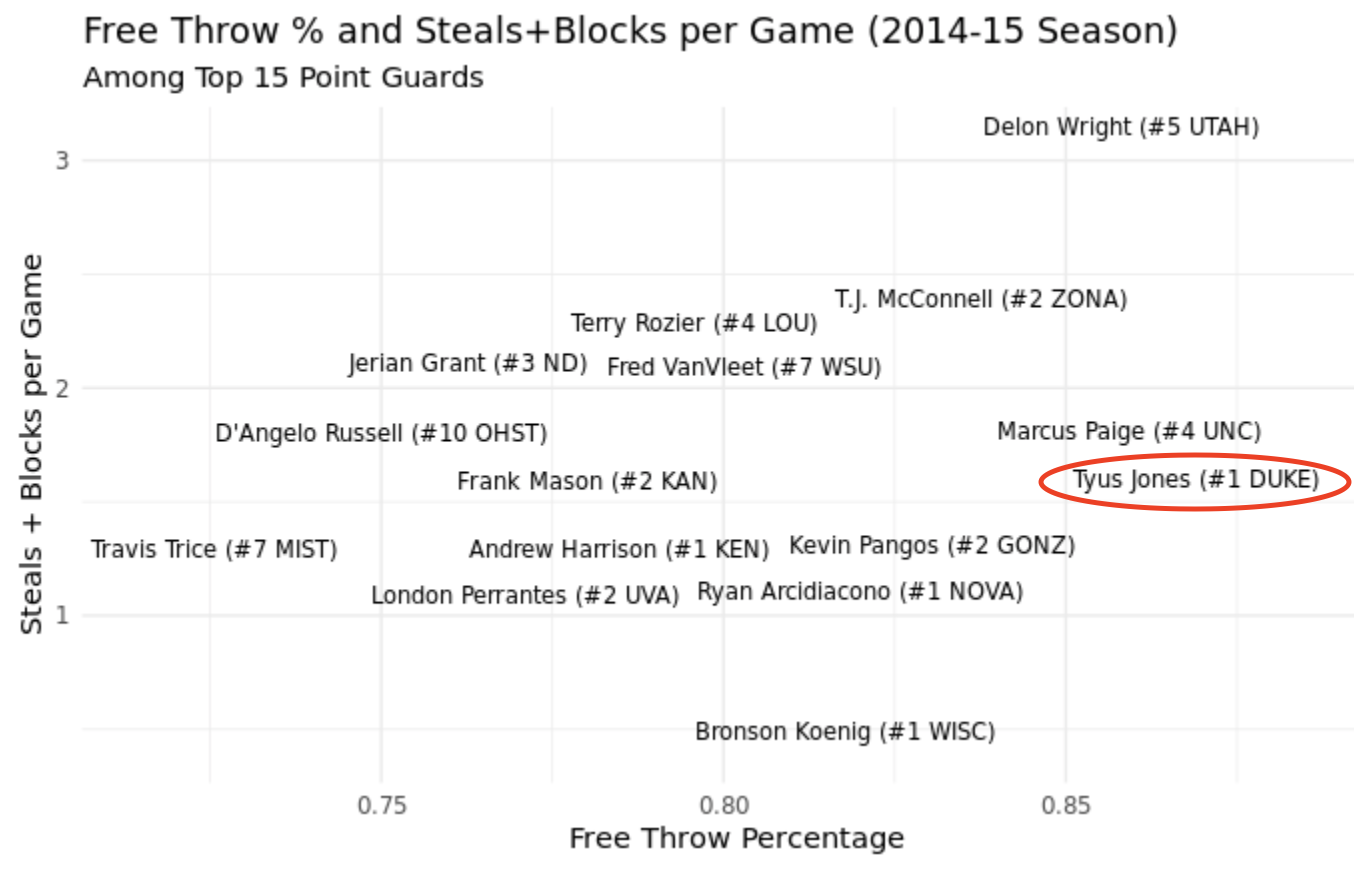 Free Throw % and Steals+Blocks per Game (2014-15 Season)
Among Top 15 Point Guards
Delon Wright (#5 UTAH)
3
T.J. McConnell (#2 ZONA)
Terry Rozier (#4 LOU)
Jerian Grant (#3 ND)
Fred VanVleet (#7 WSU)
2
D'Angelo Russell (#10 OHST)
Marcus Paige (#4 UNC)
Frank Mason (#2 KAN)
Tyus Jones (#1 DUKE)
Travis Trice (#7 MIST)
Andrew Harrison (#1 KEN)
Kevin Pangos (#2 GONZ)
London Perrantes (#2 UVA)
Ryan Arcidiacono (#1 NOVA)
1
Bronson Koenig (#1 WISC)
Steals + Blocks per Game
0.75
0.80
0.85
Free Throw Percentage